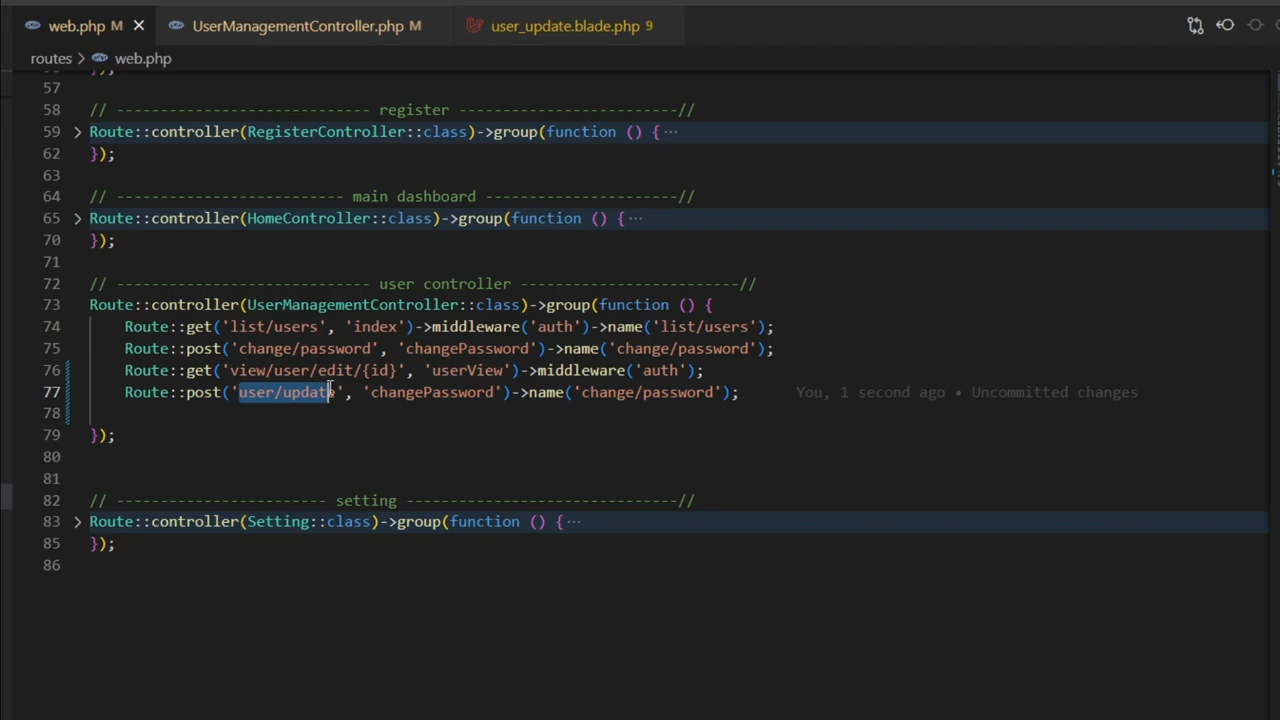 web.php M
UserManagementController.php M
user_update.blade.php 9
routes > web.php
});
57
58 // ----------------------------- register -------------------------//
59 > Route::controller(RegisterController::class)->group(function () {···
62 });
63
64 // -------------------------- main dashboard ----------------------//
65 > Route::controller(HomeController::class)->group(function () {···
70 });
71
72 // ----------------------------- user controller -------------------------//
73 Route::controller(UserManagementController::class)->group(function () {
74 Route::get('list/users', 'index')->middleware('auth')->name('list/users');
75 Route::post('change/password', 'changePassword')->name('change/password');
76 Route::get('view/user/edit/{id}', 'userView')->middleware('auth');
77 Route::post('user/update', 'changePassword')->name('change/password'); You, 1 second ago • Uncommitted changes
78
79 });
80
81
82 // ------------------------ setting -------------------------------//
83 > Route::controller(Setting::class)->group(function () {···
85 });
86